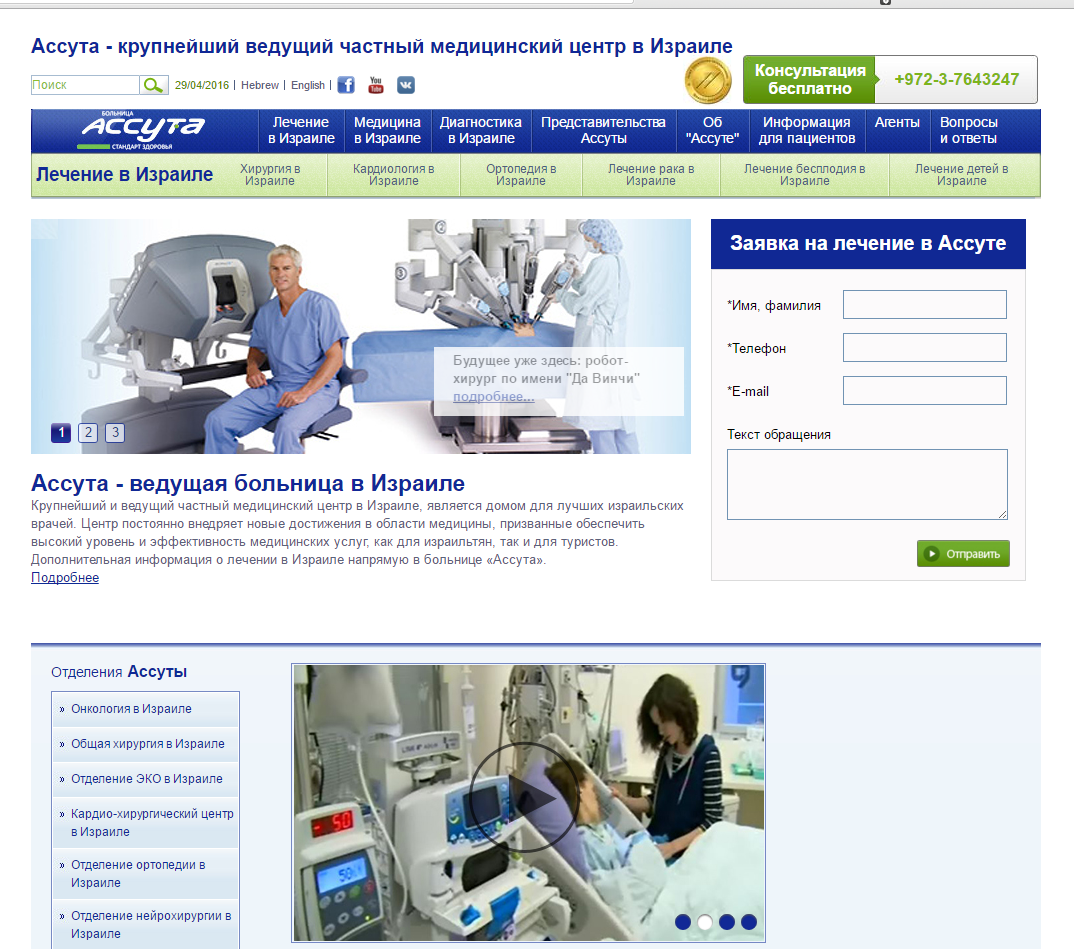 Ассута - крупнейший ведущий частный медицинский центр в Израиле
Поиск
29/04/2016 | Hebrew | English |
You
Tube
Консультация
бесплатно
+972-3-7643247
БОЛЬНИЦА
АССУТА
СТАНДАРТ ЗДОРОВЬЯ
Лечение
в Израиле
Медицина
в Израиле
Диагностика
в Израиле
Представительства
Ассуты
Об
"Ассуте"
Информация
для пациентов
Агенты
Вопросы
и ответы
Лечение в Израиле
Хирургия в
Израиле
Кардиология в
Израиле
Ортопедия в
Израиле
Лечение рака в
Израиле
Лечение бесплодия в
Израиле
Лечение детей в
Израиле
Будущее уже здесь: робот-
хирург по имени "Да Винчи"
подробнее...
1 2 3
Заявка на лечение в Ассуте
*Имя, фамилия
*Телефон
*E-mail
Текст обращения
Отправить
Ассута - ведущая больница в Израиле
Крупнейший и ведущий частный медицинский центр в Израиле, является домом для лучших израильских
врачей. Центр постоянно внедряет новые достижения в области медицины, призванные обеспечить
высокий уровень и эффективность медицинских услуг, как для израильтян, так и для туристов.
Дополнительная информация о лечении в Израиле напрямую в больнице «Ассута».
Подробнее
Отделения Ассуты
» Онкология в Израиле
» Общая хирургия в Израиле
» Отделение ЭКО в Израиле
» Кардио-хирургический центр
в Израиле
» Отделение ортопедии в
Израиле
» Отделение нейрохирургии в
Израиле
- 50